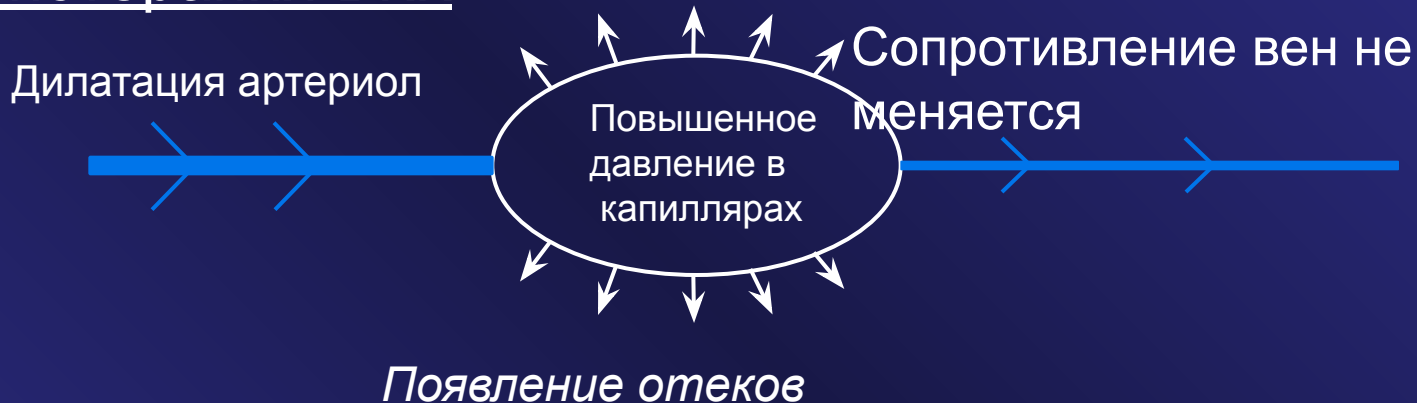 Дилатация артериол
Сопротивление вен не
меняется
Повышенное
давление в
капиллярах
Появление отеков